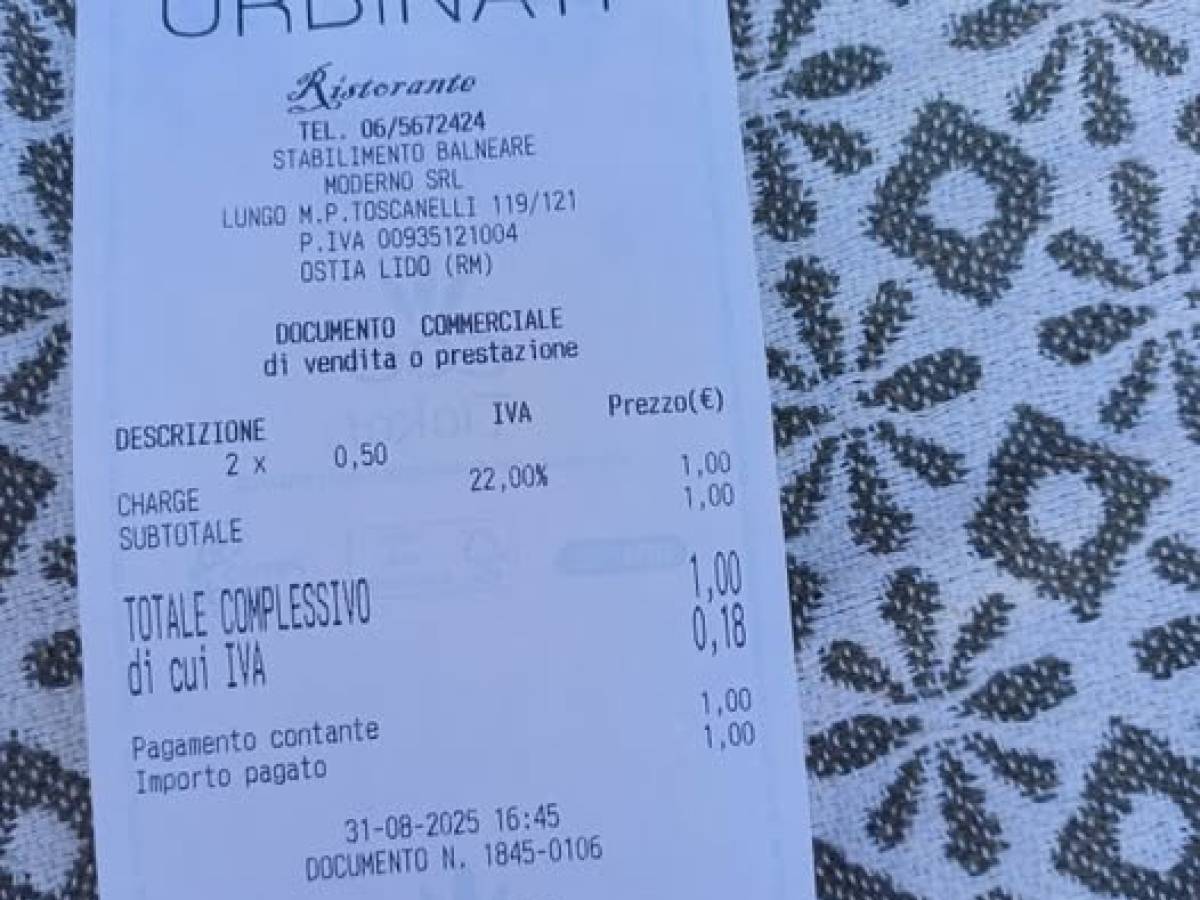 URBINATI
Ristorante
TEL. 06/5672424
STABILIMENTO BALNEARE
MODERNO SRL
LUNGO M.P.TOSCANELLI 119/121
P.IVA 00935121004
OSTIA LIDO (RM)
DOCUMENTO COMMERCIALE
di vendita o prestazione
DESCRIZIONE IVA Prezzo(€)
2 x 0,50
CHARGE 22,00% 1,00
SUBTOTALE 1,00
TOTALE COMPLESSIVO 1,00
di cui IVA 0,18
Pagamento contante 1,00
Importo pagato 1,00
31-08-2025 16:45
DOCUMENTO N. 1845-0106